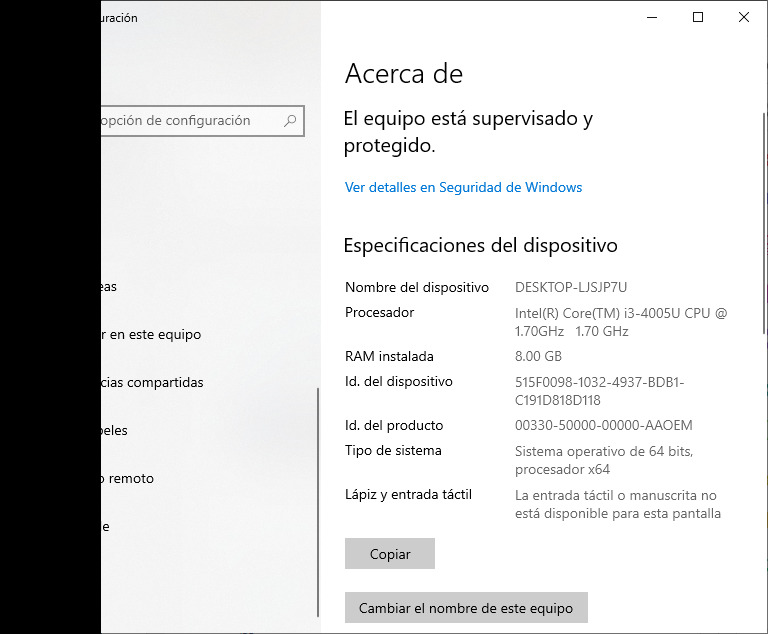 uración
opción de configuración
eas
r en este equipo
cias compartidas
peles
o remoto
e
Acerca de
El equipo está supervisado y
protegido.
Ver detalles en Seguridad de Windows
Especificaciones del dispositivo
Nombre del dispositivo DESKTOP-LJSJP7U
Procesador Intel(R) Core(TM) i3-4005U CPU @
1.70GHz 1.70 GHz
RAM instalada 8.00 GB
Id. del dispositivo 515F0098-1032-4937-BDB1-
C191D818D118
Id. del producto 00330-50000-00000-AAOEM
Tipo de sistema Sistema operativo de 64 bits,
procesador x64
Lápiz y entrada táctil La entrada táctil o manuscrita no
está disponible para esta pantalla
Copiar
Cambiar el nombre de este equipo